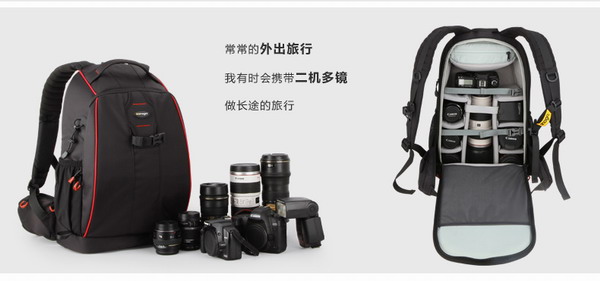 常常的外出旅行
我有时会携带二机多镜
做长途的旅行